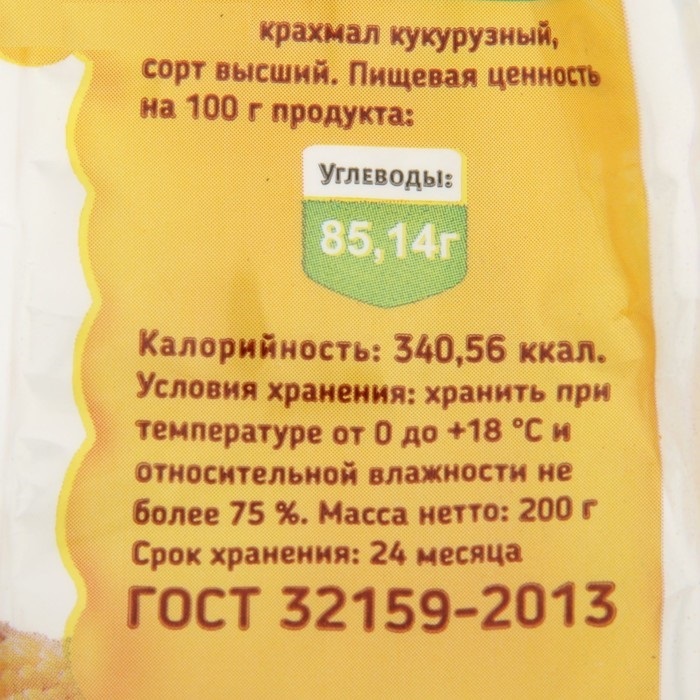 крахмал кукурузный,
сорт высший. Пищевая ценность
на 100 г продукта:
Углеводы:
85,14г
Калорийность: 340,56 ккал.
Условия хранения: хранить при
температуре от 0 до +18 °С и
относительной влажности не
более 75 %. Масса нетто: 200 г
Срок хранения: 24 месяца
ГОСТ 32159-2013